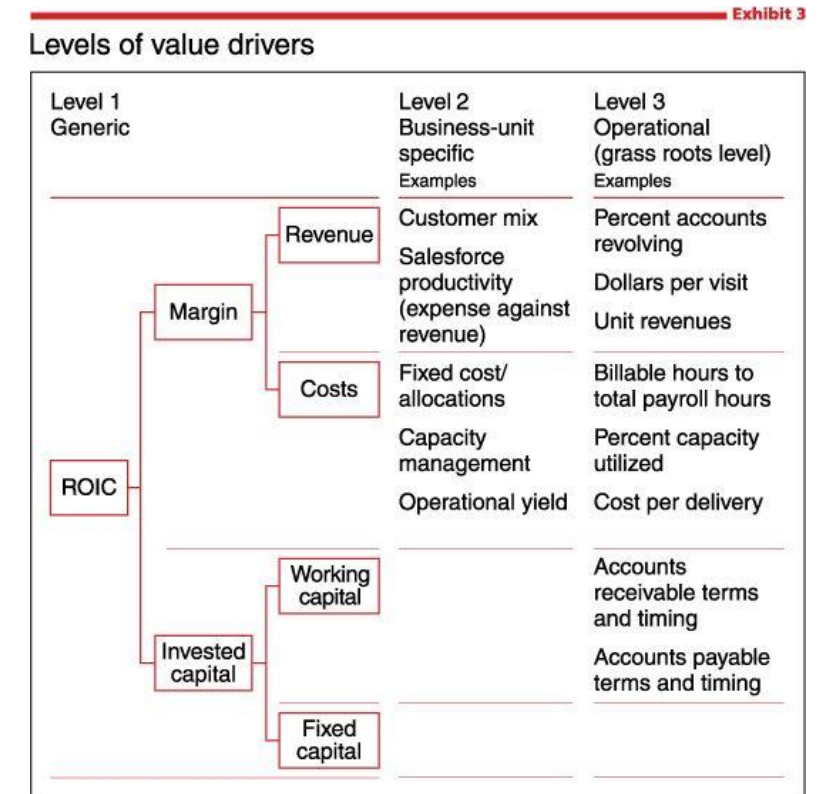 Exhibit 3
Levels of value drivers
Level 1
Generic
Level 2
Business-unit
specific
Examples
Level 3
Operational
(grass roots level)
Examples
ROIC
Margin
Revenue
Customer mix
Salesforce
productivity
(expense against
revenue)
Percent accounts
revolving
Dollars per visit
Unit revenues
Costs
Fixed cost/
allocations
Capacity
management
Operational yield
Billable hours to
total payroll hours
Percent capacity
utilized
Cost per delivery
Invested
capital
Working
capital
Accounts
receivable terms
and timing
Accounts payable
terms and timing
Fixed
capital